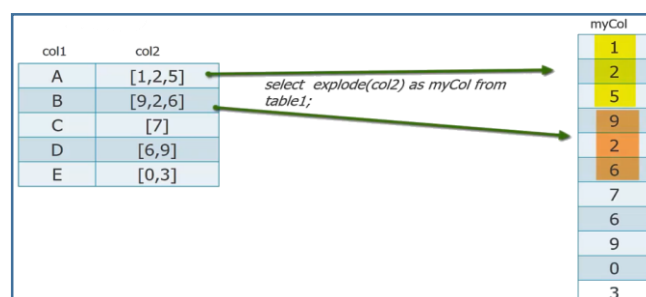 col1 col2
A [1,2,5]
B [9,2,6]
C [7]
D [6,9]
E [0,3]
select explode(col2) as myCol from
table1;
myCol
1
2
5
9
2
6
7
6
9
0
3